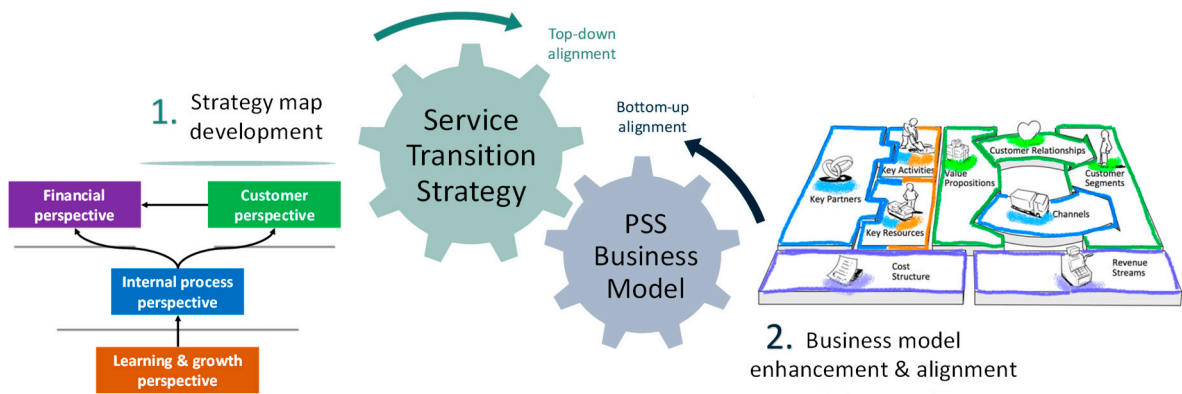 1. Strategy map
development
Financial
perspective
Customer
perspective
Internal process
perspective
Learning & growth
perspective
Top-down
alignment
Service
Transition
Strategy
Bottom-up
alignment
PSS
Business
Model
Key Partners
Key Activities
Key Resources
Value
Propositions
Customer Relationships
Customer
Segments
Channels
Cost
Structure
Revenue
Streams
2. Business model
enhancement & alignment